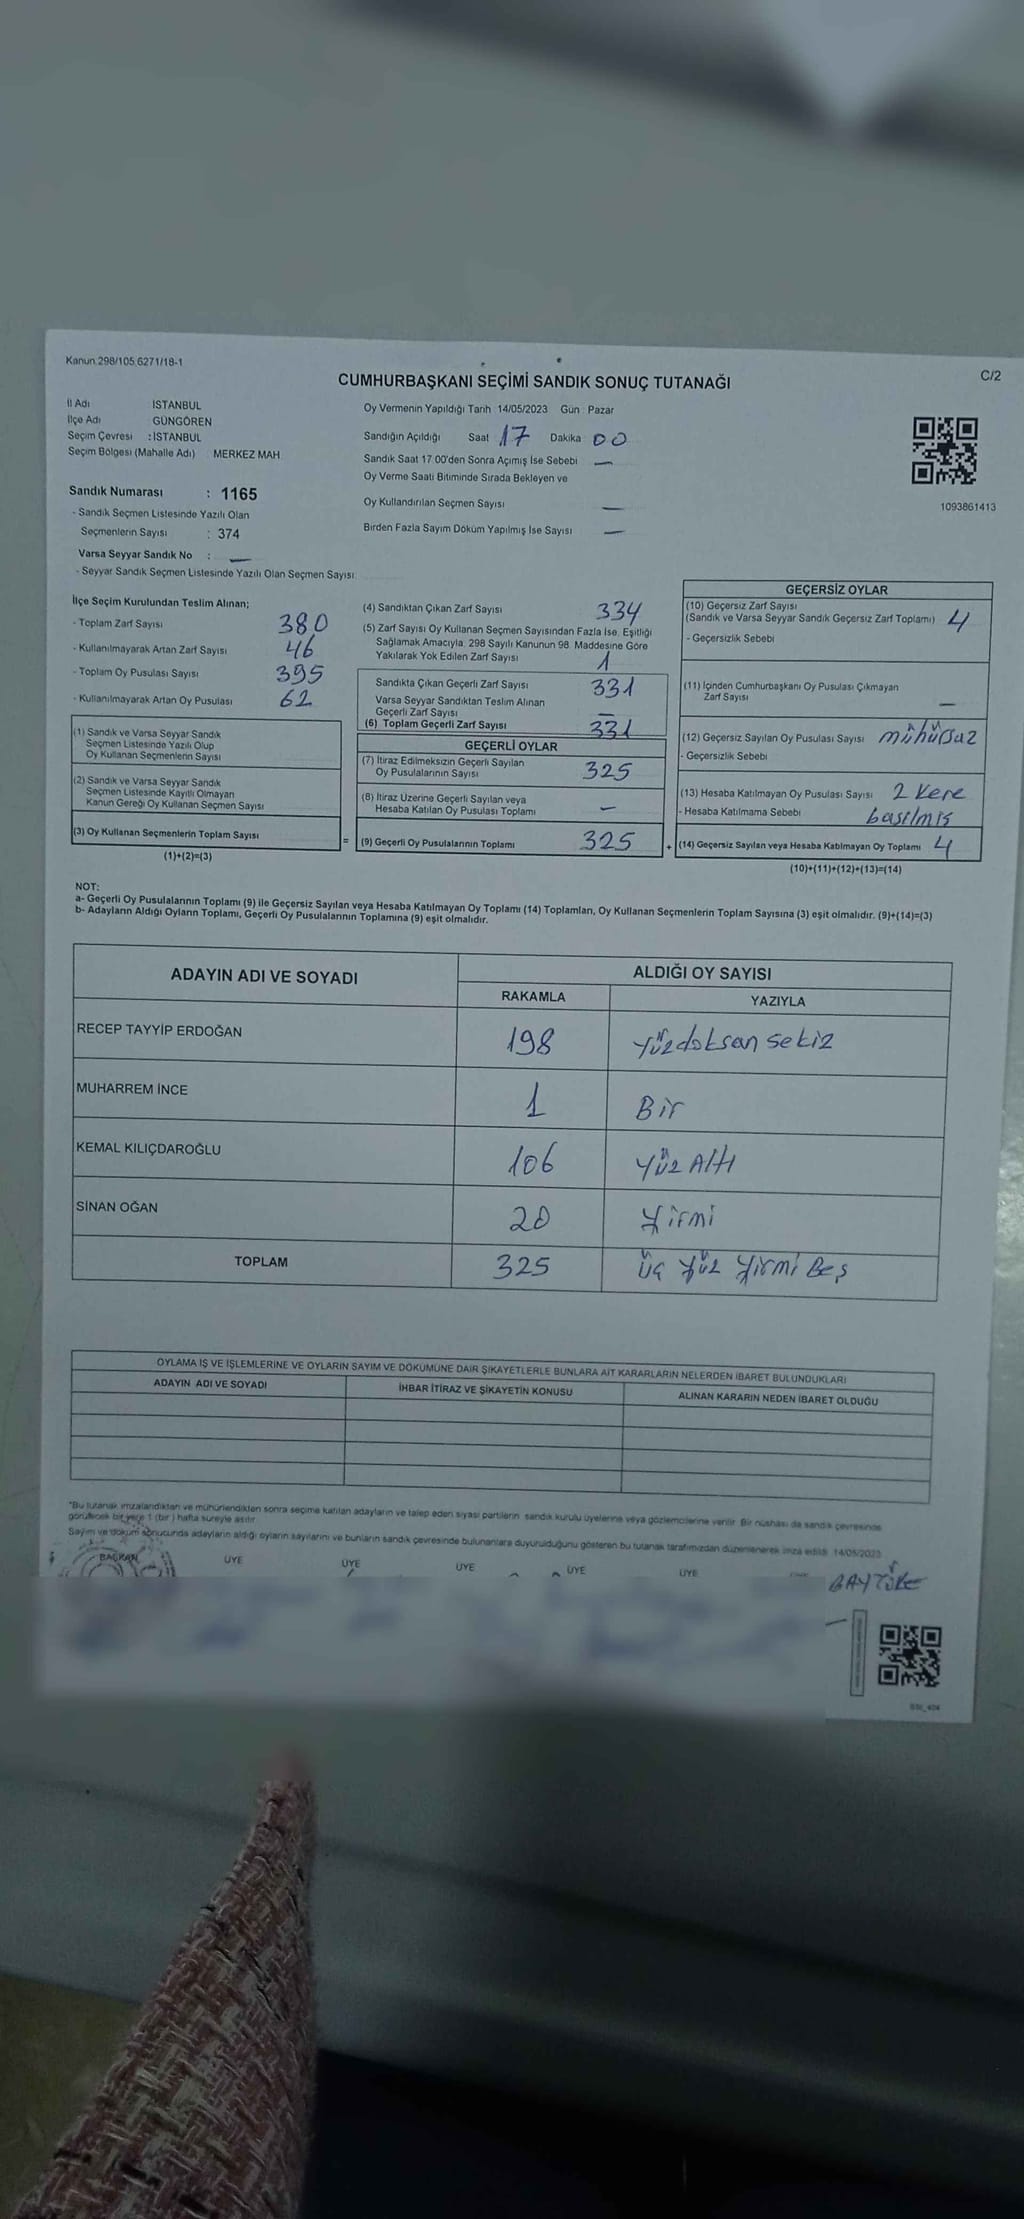 Kanun.298/105,6271/18-1
C/2
CUMHURBAŞKANI SEÇİMİ SANDIK SONUÇ TUTANAĞI
İl Adı İSTANBUL
İlçe Adı GÜNGÖREN
Seçim Çevresi : İSTANBUL
Seçim Bölgesi (Mahalle Adı) MERKEZ MAH
Sandık Numarası : 1165
- Sandık Seçmen Listesinde Yazılı Olan
Seçmenlerin Sayısı : 374
Varsa Seyyar Sandık No :
- Seyyar Sandık Seçmen Listesinde Yazılı Olan Seçmen Sayısı
Oy Vermenin Yapıldığı Tarih 14/05/2023 Gün : Pazar
Sandığın Açıldığı Saat 17 Dakika 00
Sandık Saat 17 00'den Sonra Açımış İse Sebebi
Oy Verme Saati Bitiminde Sırada Bekleyen ve
Oy Kullandırılan Seçmen Sayısı
Birden Fazla Sayım Döküm Yapılmış İse Sayısı
1093861413
İlçe Seçim Kurulundan Teslim Alınan;
- Toplam Zarf Sayısı 380
- Kullanılmayarak Artan Zarf Sayısı 46
- Toplam Oy Pusulası Sayısı 395
- Kullanılmayarak Artan Oy Pusulası 62
(1) Sandık ve Varsa Seyyar Sandık
Seçmen Listesinde Yazılı Olup
Oy Kullanan Seçmenlerin Sayısı
(2) Sandık ve Varsa Seyyar Sandık
Seçmen Listesinde Kayıtlı Olmayan
Kanun Gereği Oy Kullanan Seçmen Sayısı
(3) Oy Kullanan Seçmenlerin Toplam Sayısı
(1)+(2)=(3)
(4) Sandıktan Çıkan Zarf Sayısı 334
(5) Zarf Sayısı Oy Kullanan Seçmen Sayısından Fazla İse, Eşitliği
Sağlamak Amacıyla 298 Sayılı Kanunun 98. Maddesine Göre
Yakılarak Yok Edilen Zarf Sayısı 1
Sandıkta Çıkan Geçerli Zarf Sayısı 331
Varsa Seyyar Sandıktan Teslim Alınan
Geçerli Zarf Sayısı
(6) Toplam Geçerli Zarf Sayısı 331
GEÇERLİ OYLAR
(7) İtiraz Edilmeksizin Geçerli Sayılan
Oy Pusulalarının Sayısı 325
(8) İtiraz Üzerine Geçerli Sayılan veya
Hesaba Katılan Oy Pusulası Toplamı –
= (9) Geçerli Oy Pusulalarının Toplamı 325
GEÇERSİZ OYLAR
(10) Geçersiz Zarf Sayısı
(Sandık ve Varsa Seyyar Sandık Geçersiz Zarf Toplamı) 4
- Geçersizlik Sebebi
(11) İçinden Cumhurbaşkanı Oy Pusulası Çıkmayan
Zarf Sayısı –
(12) Geçersiz Sayılan Oy Pusulası Sayısı mühürsüz
- Geçersizlik Sebebi
(13) Hesaba Katılmayan Oy Pusulası Sayısı 2 kere
- Hesaba Katılmama Sebebi basılmış
+ (14) Geçersiz Sayılan veya Hesaba Katılmayan Oy Toplamı 4
(10)+(11)+(12)+(13)=(14)
NOT:
a- Geçerli Oy Pusulalarının Toplamı (9) ile Geçersiz Sayılan veya Hesaba Katılmayan Oy Toplamı (14) Toplamları, Oy Kullanan Seçmenlerin Toplam Sayısına (3) eşit olmalıdır. (9)+(14)=(3)
b- Adayların Aldığı Oyların Toplamı, Geçerli Oy Pusulalarının Toplamına (9) eşit olmalıdır.
ADAYIN ADI VE SOYADI ALDIĞI OY SAYISI
RAKAMLA YAZIYLA
RECEP TAYYİP ERDOĞAN 198 Yüzdoksan sekiz
MUHARREM İNCE 1 Bir
KEMAL KILIÇDAROĞLU 106 Yüz Altı
SİNAN OĞAN 20 Yirmi
TOPLAM 325 Üç Yüz Yirmi Beş
OYLAMA İŞ VE İŞLEMLERİNE VE OYLARIN SAYIM VE DÖKÜMÜNE DAİR ŞİKAYETLERLE BUNLARA AİT KARARLARIN NELERDEN İBARET BULUNDUKLARI
ADAYIN ADI VE SOYADI İHBAR İTİRAZ VE ŞİKAYETİN KONUSU ALINAN KARARIN NEDEN İBARET OLDUĞU
*Bu tutanak imzalandıktan ve mühürlendikten sonra seçime katılan adayların ve talep eden siyasi partilerin sandık kurulu üyelerine veya gözlemcilerine verilir. Bir nüshası da sandık çevresinde
görülecek bir yere 1 (bir) hafta süreyle asılır.
Sayım ve döküm sonucunda adayların aldığı oyların sayılarını ve bunların sandık çevresinde bulunanlara duyurulduğunu gösteren bu tutanak tarafımızdan düzenlenerek imza edildi. 14/05/2023
BAŞKAN ÜYE ÜYE ÜYE ÜYE ÜYE